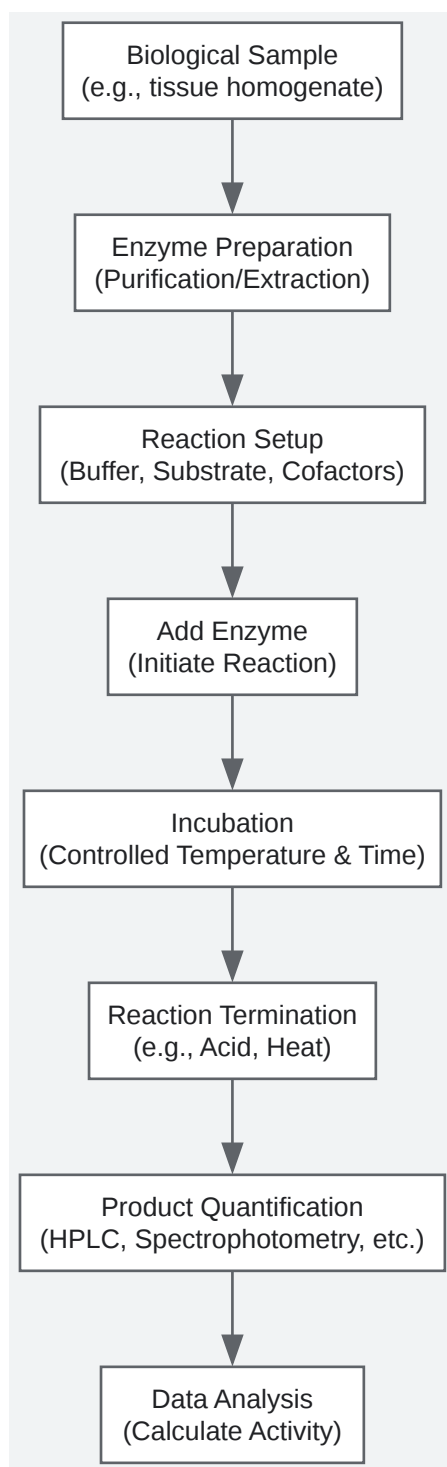 Biological Sample
(e.g., tissue homogenate)
Enzyme Preparation
(Purification/Extraction)
Reaction Setup
(Buffer, Substrate, Cofactors)
Add Enzyme
(Initiate Reaction)
Incubation
(Controlled Temperature & Time)
Reaction Termination
(e.g., Acid, Heat)
Product Quantification
(HPLC, Spectrophotometry, etc.)
Data Analysis
(Calculate Activity)